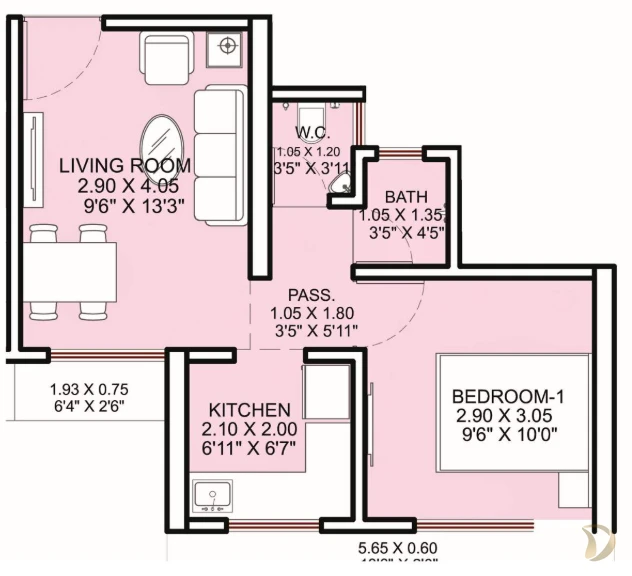 W.C.
1.05 X 1.20
3'5" X 3'11
LIVING ROOM
2.90 X 4.05
9'6" X 13'3"
BATH
1.05 X 1.35
3'5" X 4'5"
PASS.
1.05 X 1.80
3'5" X 5'11"
1.93 X 0.75
6'4" X 2'6"
KITCHEN
2.10 X 2.00
6'11" X 6'7"
BEDROOM-1
2.90 X 3.05
9'6" X 10'0"
5.65 X 0.60